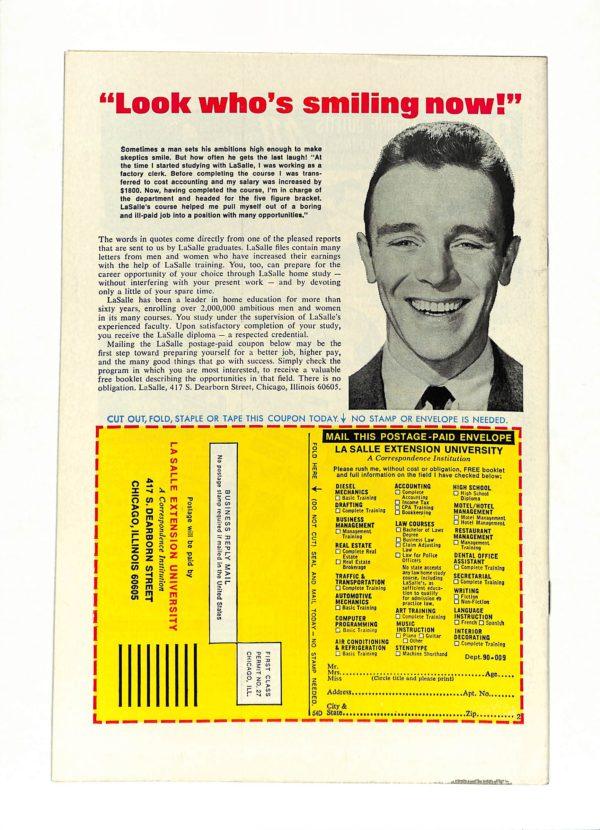 “Look who’s smiling now!”
Sometimes a man sets his ambitions high enough to make
skeptics smile. But how often he gets the last laugh! "At
the time I started studying with LaSalle, I was working as a
factory clerk. Before completing the course I was trans-
ferred to cost accounting and my salary was increased by
$1800. Now, having completed the course, I'm in charge of
the department and headed for the five figure bracket.
LaSalle's course helped me pull myself out of a boring
and ill-paid job into a position with many opportunities."
The words in quotes come directly from one of the pleased reports
that are sent to us by LaSalle graduates. LaSalle files contain many
letters from men and women who have increased their earnings
with the help of LaSalle training. You, too, can prepare for the
career opportunity of your choice through LaSalle home study —
without interfering with your present work — and by devoting
only a little of your spare time.
LaSalle has been a leader in home education for more than
sixty years, enrolling over 2,000,000 ambitious men and women
in its many courses. You study under the supervision of LaSalle's
experienced faculty. Upon satisfactory completion of your study,
you receive the LaSalle diploma — a respected credential.
Mailing the LaSalle postage-paid coupon below may be the
first step toward preparing yourself for a better job, higher pay,
and the many good things that go with success. Simply check the
program in which you are most interested, to receive a valuable
free booklet describing the opportunities in that field. There is no
obligation. LaSalle, 417 S. Dearborn Street, Chicago, Illinois 60605.
CUT OUT, FOLD, STAPLE OR TAPE THIS COUPON TODAY. ↓ NO STAMP OR ENVELOPE IS NEEDED.
FIRST CLASS
PERMIT NO. 27
CHICAGO, ILL.
BUSINESS REPLY MAIL
No postage stamp required if mailed in the United States
Postage will be paid by
LA SALLE EXTENSION UNIVERSITY
A Correspondence Institution
417 S. DEARBORN STREET
CHICAGO, ILLINOIS 60605
FOLD HERE ↓ (DO NOT CUT) SEAL AND MAIL TODAY — NO STAMP NEEDED.
54D
MAIL THIS POSTAGE-PAID ENVELOPE
LA SALLE EXTENSION UNIVERSITY
A Correspondence Institution
Please rush me, without cost or obligation, FREE booklet
and full information on the field I have checked below:
DIESEL
MECHANICS
☐ Basic Training
DRAFTING
☐ Complete Training
BUSINESS
MANAGEMENT
☐ Management
Training
REAL ESTATE
☐ Complete Real
Estate
☐ Real Estate
Brokerage
TRAFFIC &
TRANSPORTATION
☐ Complete Training
AUTOMOTIVE
MECHANICS
☐ Basic Training
COMPUTER
PROGRAMMING
☐ Basic Training
AIR CONDITIONING
& REFRIGERATION
☐ Basic Training
ACCOUNTING
☐ Complete
Accounting
☐ Income Tax
☐ CPA Training
☐ Bookkeeping
LAW COURSES
☐ Bachelor of Laws
Degree
☐ Business Law
☐ Claim Adjusting
Law
☐ Law for Police
Officers
No state accepts
any law home study
course, including
LaSalle's, as
sufficient educa-
tion to qualify
for admission to
practice law.
ART TRAINING
☐ Complete Training
MUSIC
INSTRUCTION
☐ Piano ☐ Guitar
☐ Other
STENOTYPE
☐ Machine Shorthand
HIGH SCHOOL
☐ High School
Diploma
MOTEL/HOTEL
MANAGEMENT
☐ Motel Management
☐ Hotel Management
RESTAURANT
MANAGEMENT
☐ Management
Training
DENTAL OFFICE
ASSISTANT
☐ Complete Training
SECRETARIAL
☐ Complete Training
WRITING
☐ Fiction
☐ Non-Fiction
LANGUAGE
INSTRUCTION
☐ French ☐ Spanish
INTERIOR
DECORATING
☐ Complete Training
Dept. 90-009
Mr.
Mrs. Age
Miss (Circle title and please print)
Address Apt. No.
City &
State Zip
2